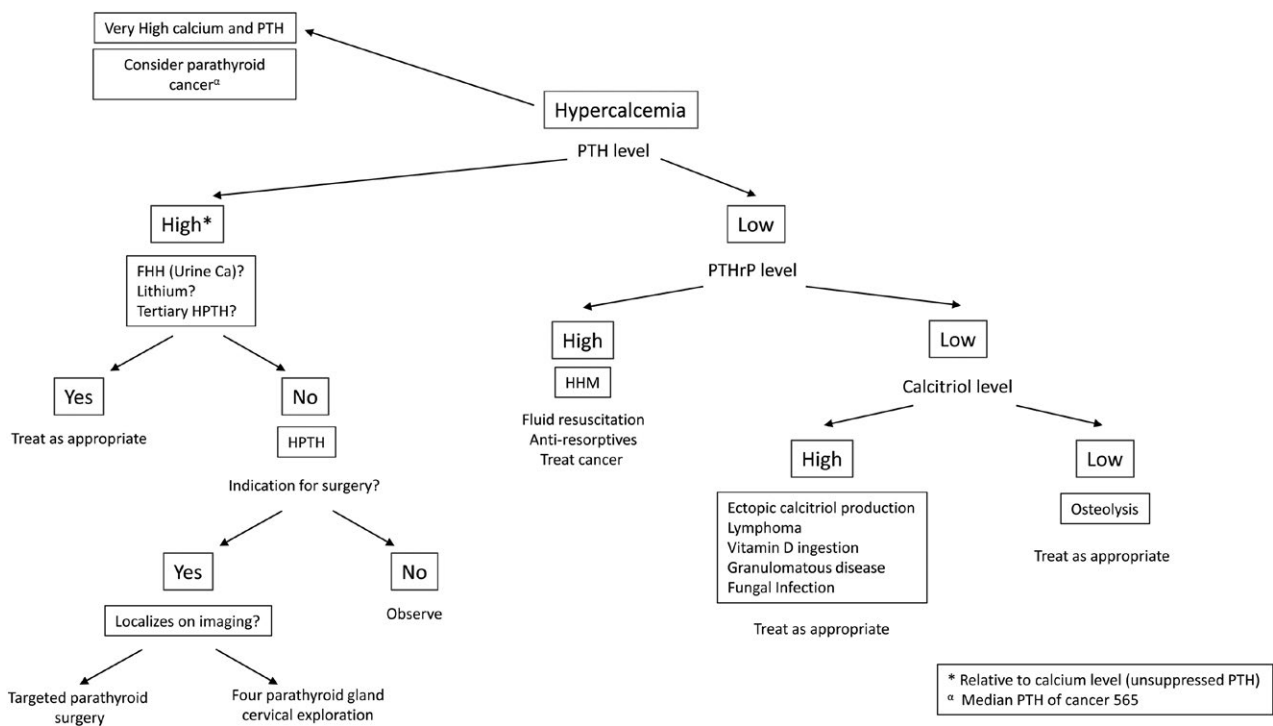 Very High calcium and PTH
Consider parathyroid
cancerα
Hypercalcemia
PTH level
High*
Low
FHH (Urine Ca)?
Lithium?
Tertiary HPTH?
PTHrP level
High
Low
HHM
Calcitriol level
Yes
No
Treat as appropriate
HPTH
Fluid resuscitation
Anti-resorptives
Treat cancer
High
Low
Indication for surgery?
Ectopic calcitriol production
Lymphoma
Vitamin D ingestion
Granulomatous disease
Fungal Infection
Osteolysis
Treat as appropriate
Yes
No
Localizes on imaging?
Observe
Treat as appropriate
Targeted parathyroid
surgery
Four parathyroid gland
cervical exploration
* Relative to calcium level (unsuppressed PTH)
α Median PTH of cancer 565